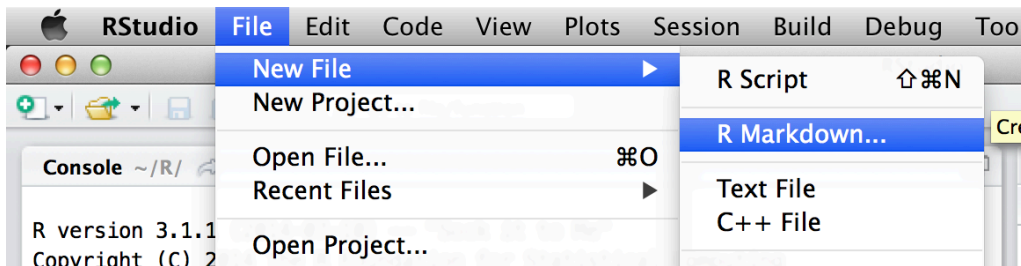 RStudio File Edit Code View Plots Session Build Debug Too
New File
New Project...
Open File... ⌘O
Recent Files
Open Project...
R Script ⇧⌘N
R Markdown...
Text File
C++ File
Cre
Console ~/R/
R version 3.1.1
Copyright (C) 2